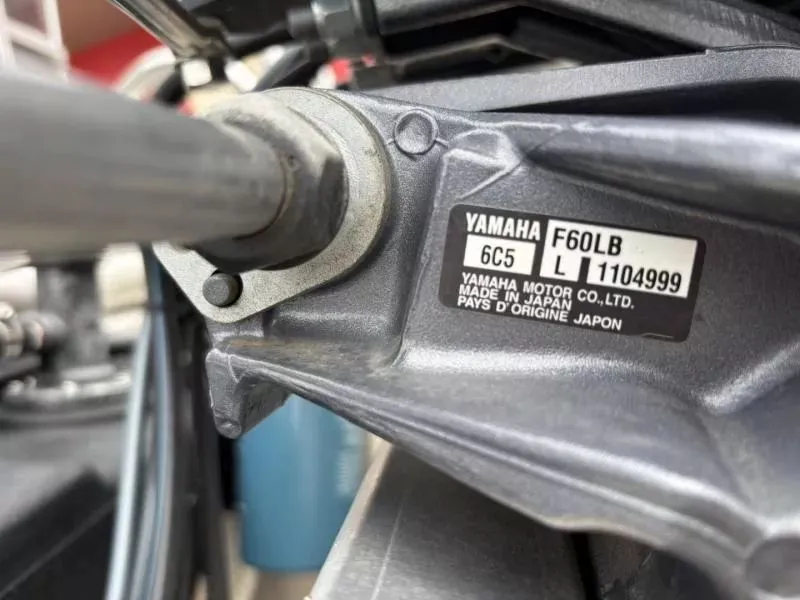 YAMAHA F60LB
6C5 L 1104999
YAMAHA MOTOR CO.,LTD.
MADE IN JAPAN
PAYS D'ORIGINE JAPON